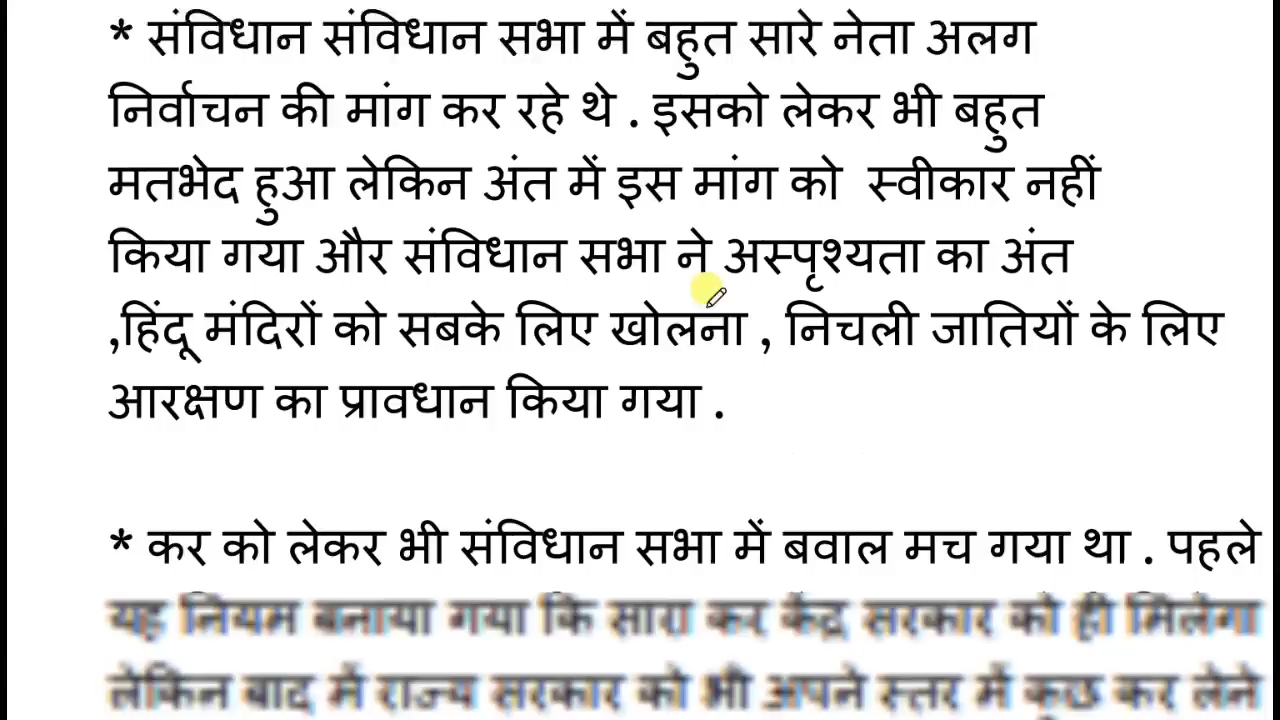 * संविधान संविधान सभा में बहुत सारे नेता अलग
निर्वाचन की मांग कर रहे थे . इसको लेकर भी बहुत
मतभेद हुआ लेकिन अंत में इस मांग को स्वीकार नहीं
किया गया और संविधान सभा ने अस्पृश्यता का अंत
,हिंदू मंदिरों को सबके लिए खोलना , निचली जातियों के लिए
आरक्षण का प्रावधान किया गया .
* कर को लेकर भी संविधान सभा में बवाल मच गया था . पहले
यह नियम बनाया गया कि सारा कर केंद्र सरकार को ही मिलेगा
लेकिन बाद में राज्य सरकार को भी अपने स्तर में कुछ कर लेने